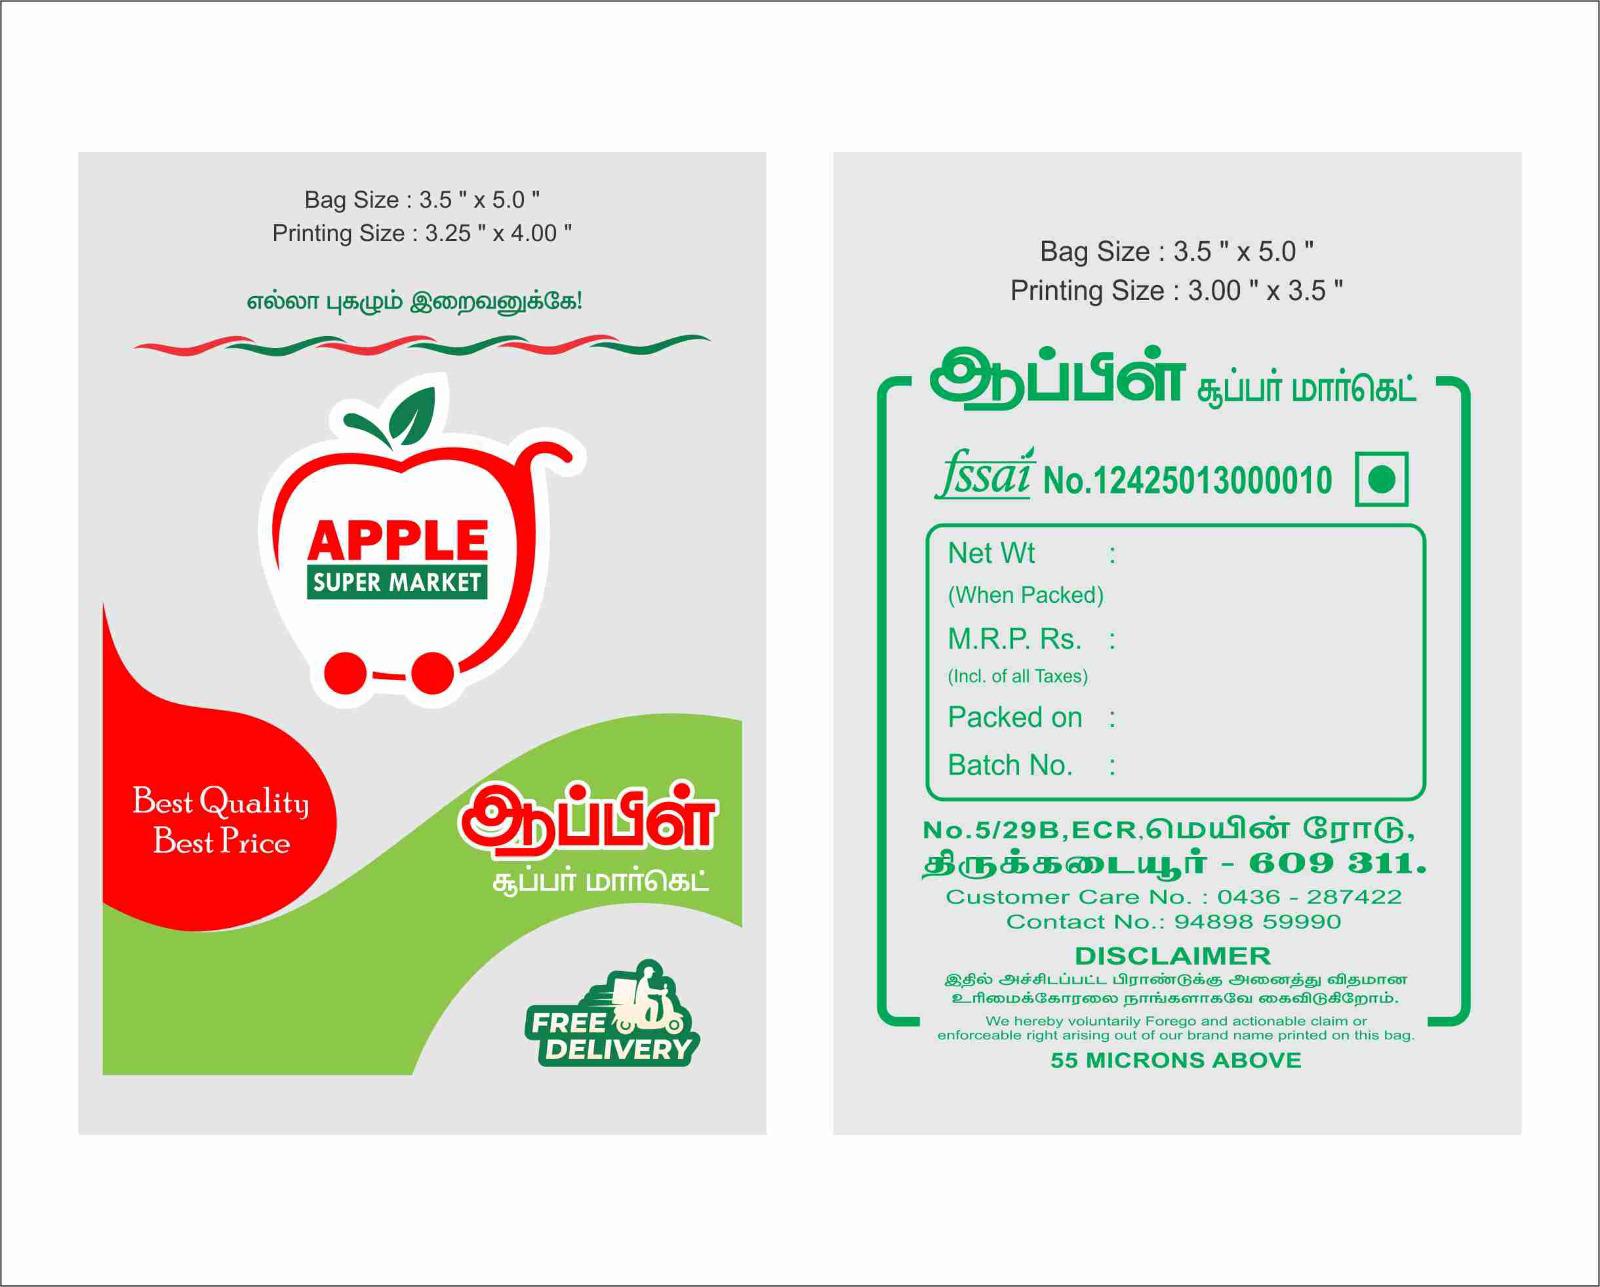 Bag Size : 3.5 " x 5.0 "
Printing Size : 3.25 " x 4.00 "
எல்லா புகழும் இறைவனுக்கே!
APPLE
SUPER MARKET
Best Quality
Best Price
ஆப்பிள்
சூப்பர் மார்கெட்
FREE
DELIVERY
Bag Size : 3.5 " x 5.0 "
Printing Size : 3.00 " x 3.5 "
ஆப்பிள் சூப்பர் மார்கெட்
fssai No.12425013000010
Net Wt :
(When Packed)
M.R.P. Rs. :
(Incl. of all Taxes)
Packed on :
Batch No. :
No.5/29B,ECR,மெயின் ரோடு,
திருக்கடையூர் - 609 311.
Customer Care No. : 0436 - 287422
Contact No.: 94898 59990
DISCLAIMER
இதில் அச்சிடப்பட்ட பிராண்டுக்கு அனைத்து விதமான
உரிமைக்கோரலை நாங்களாகவே கைவிடுகிறோம்.
We hereby voluntarily Forego and actionable claim or
enforceable right arising out of our brand name printed on this bag.
55 MICRONS ABOVE